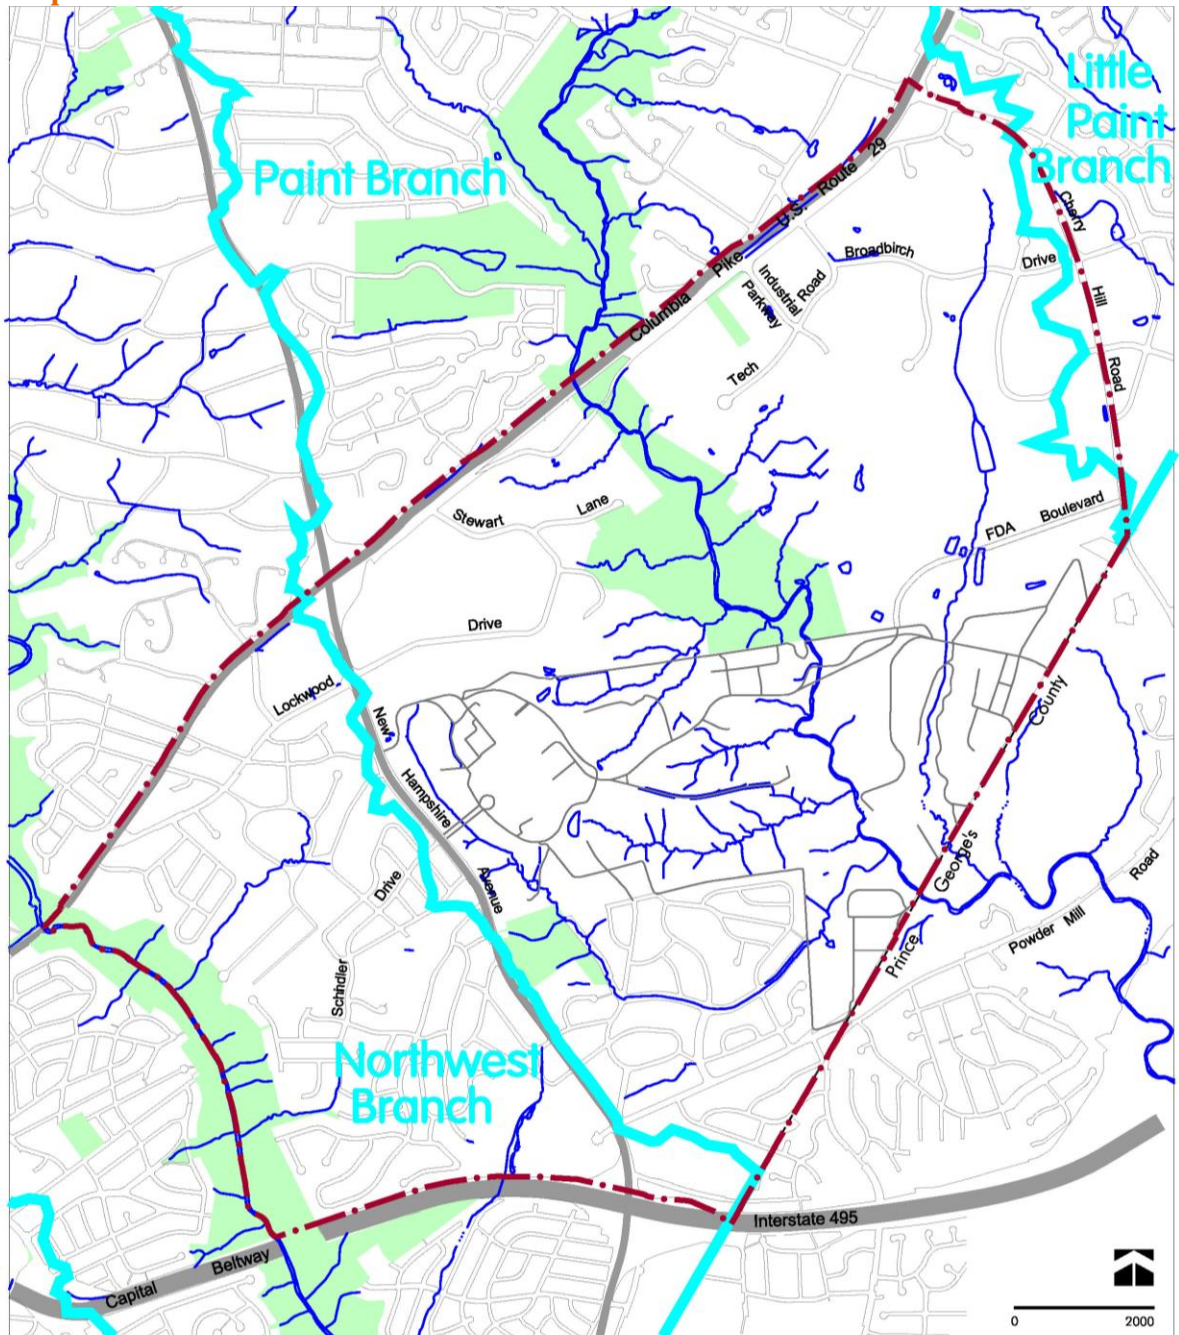 Little
Paint
Branch
Paint Branch
U.S. Route 29
Cherry
Hill
Road
Broadbirch
Drive
Columbia Pike
Industrial
Parkway
Tech
Road
Stewart
Lane
FDA Boulevard
Drive
Lockwood
New
Hampshire
Avenue
County
George's
Prince
Road
Powder Mill
Drive
Schindler
Northwest
Branch
Interstate 495
Capital
Beltway
0
2000